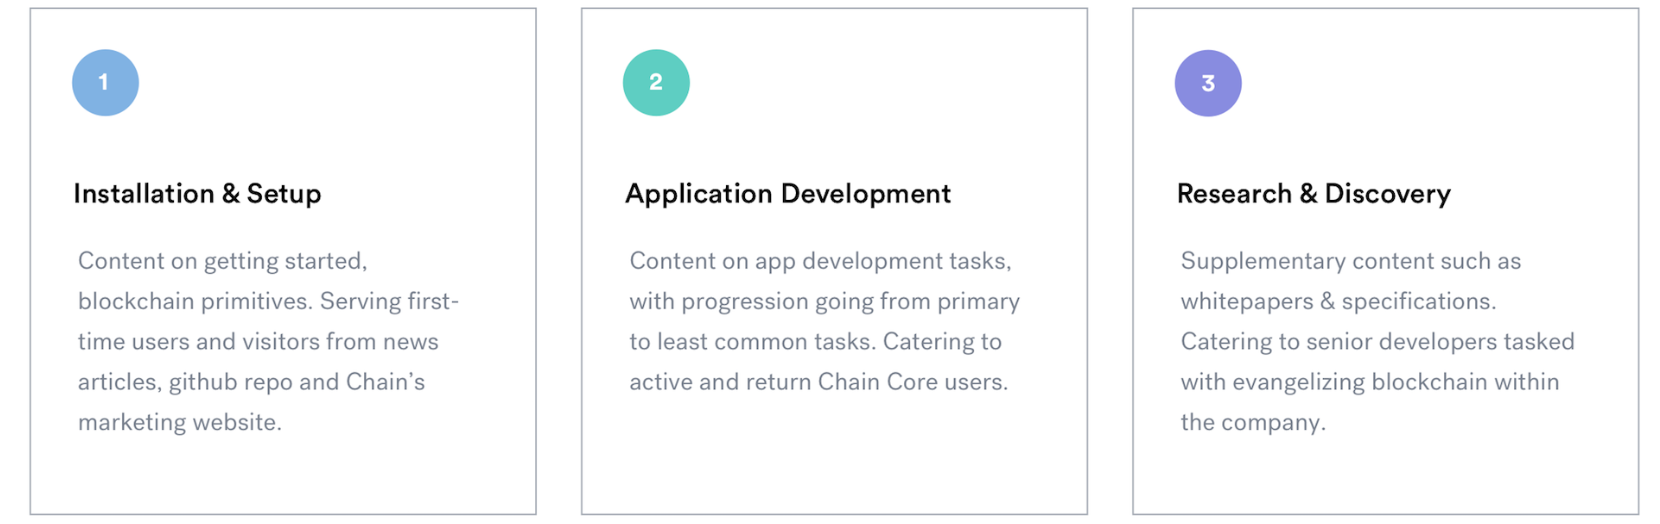 1
Installation & Setup
Content on getting started,
blockchain primitives. Serving first-
time users and visitors from news
articles, github repo and Chain’s
marketing website.
2
Application Development
Content on app development tasks,
with progression going from primary
to least common tasks. Catering to
active and return Chain Core users.
3
Research & Discovery
Supplementary content such as
whitepapers & specifications.
Catering to senior developers tasked
with evangelizing blockchain within
the company.